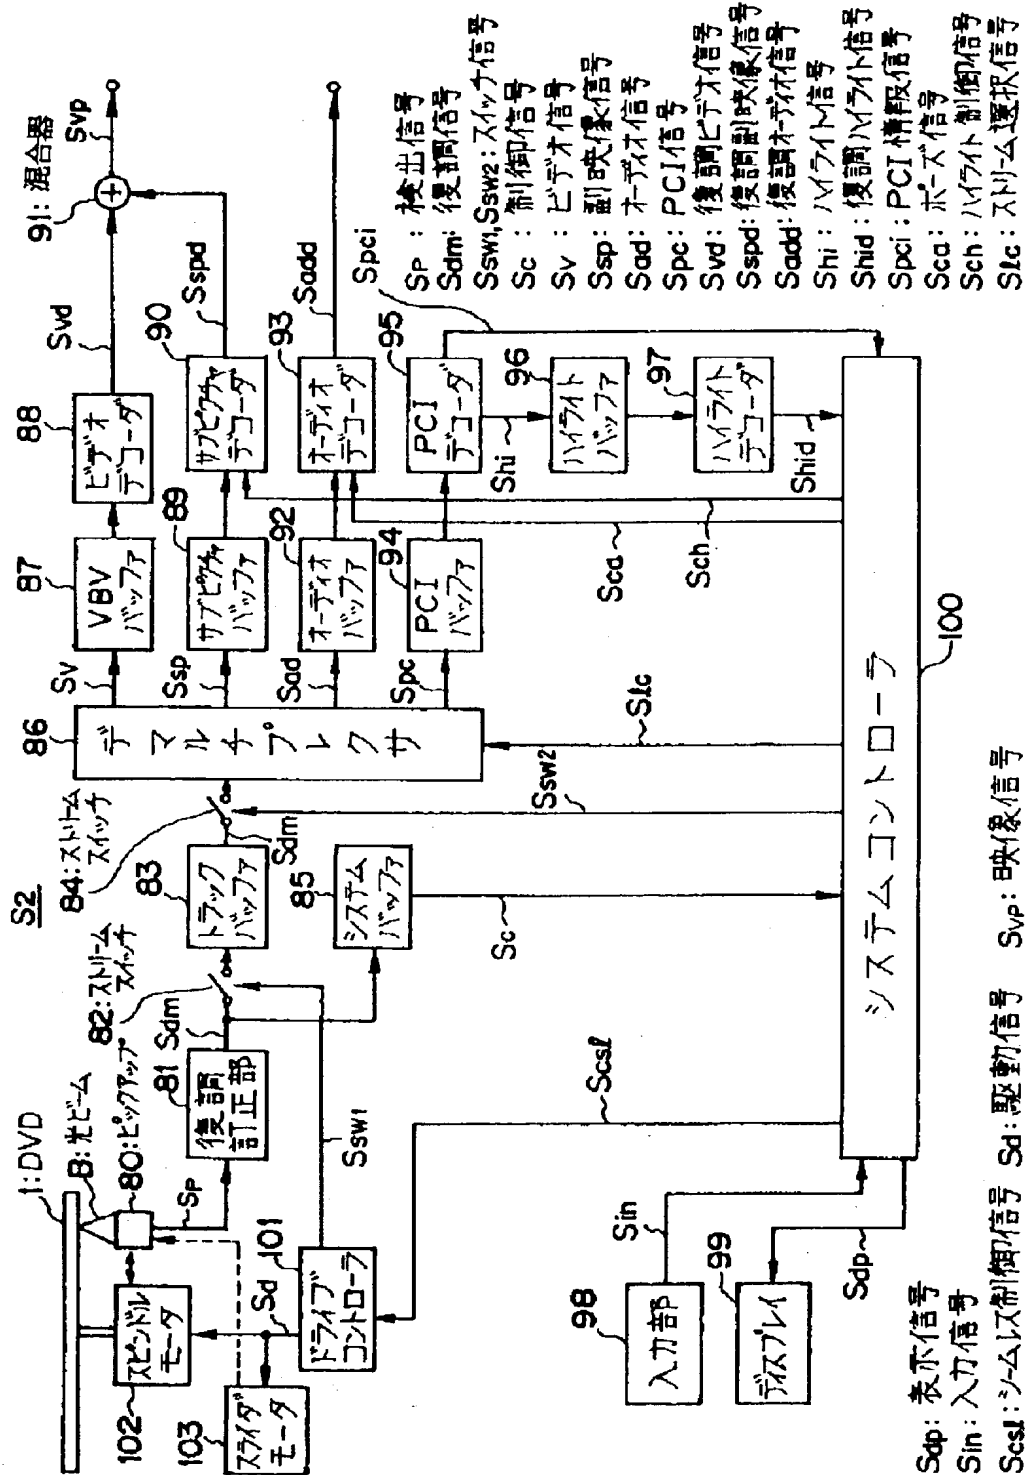 S2
1:DVD
B:光ビーム
80:ピックアップ
82:ストリーム
スイッチ
84:ストリーム
スイッチ
91:混合器
102
スピンドル
モータ
103
スライダ
モータ
101
ドライブ
コントローラ
Sd
SP
81
復調
訂正部
Sdm
Ssw1
83
トラック
バッファ
85
システム
バッファ
Sdm
Sc
Ssw2
86
デマルチプレクサ
Slc
Sv
Ssp
Sad
Spc
87
VBV
バッファ
88
ビデオ
デコーダ
Svd
Svp
89
サブピクチャ
バッファ
90
サブピクチャ
デコーダ
Sspd
92
オーディオ
バッファ
93
オーディオ
デコーダ
Sadd
94
PCI
バッファ
95
PCI
デコーダ
Spci
Shi
96
ハイライト
バッファ
97
ハイライト
デコーダ
Shid
Sca
Sch
Scsl
システムコントローラ
100
98
入力部
Sin
99
ディスプレイ
Sdp
SP:検出信号
Sdm:復調信号
Ssw1,Ssw2:スイッチ信号
Sc:制御信号
Sv:ビデオ信号
Ssp:副映像信号
Sad:オーディオ信号
Spc:PCI信号
Svd:復調ビデオ信号
Sspd:復調副映像信号
Sadd:復調オーディオ信号
Shi:ハイライト信号
Shid:復調ハイライト信号
Spci:PCI情報信号
Sca:ポーズ信号
Sch:ハイライト制御信号
Slc:ストリーム選択信号
Sdp:表示信号
Sin:入力信号
Scsl:シームレス制御信号 Sd:駆動信号 Svp:映像信号